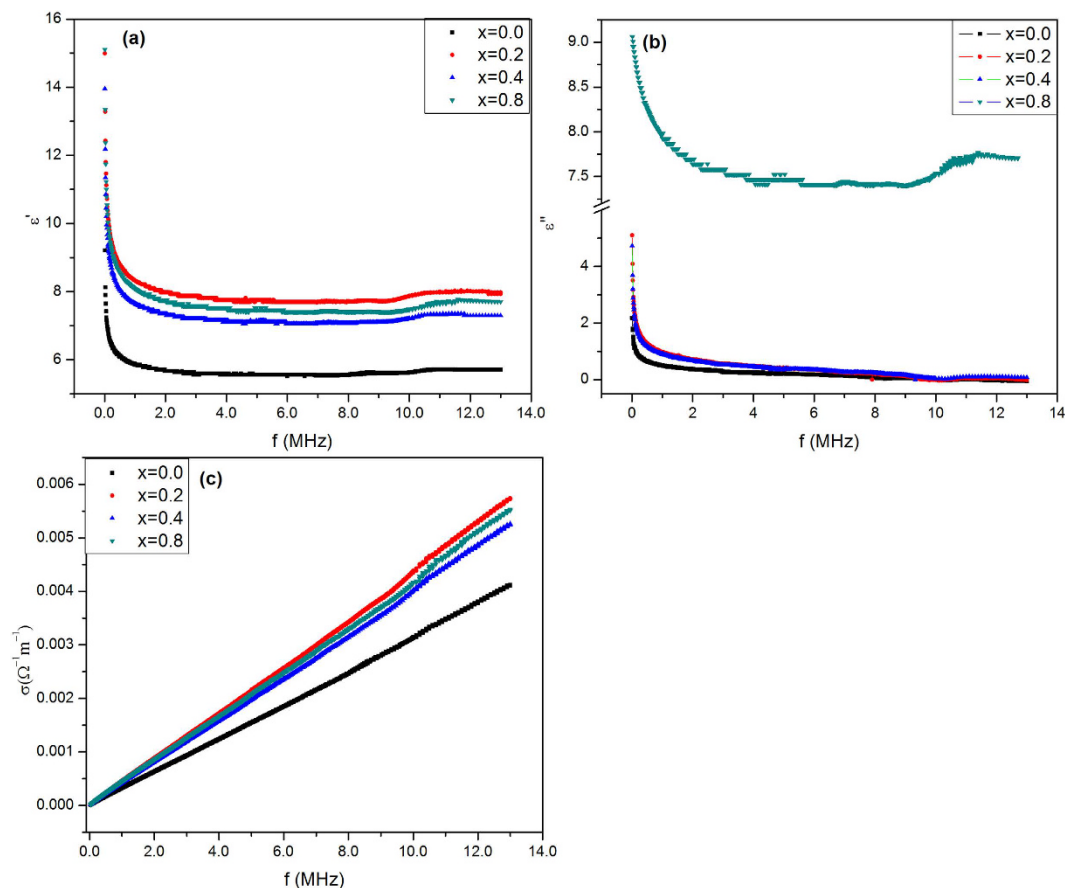 (a)
x=0.0
x=0.2
x=0.4
x=0.8
16
14
12
10
8
6
ε'
0.0 2.0 4.0 6.0 8.0 10.0 12.0 14.0
f (MHz)
(b)
x=0.0
x=0.2
x=0.4
x=0.8
9.0
8.5
8.0
7.5
4
2
0
ε''
0 2 4 6 8 10 12 14
f (MHz)
(c)
x=0.0
x=0.2
x=0.4
x=0.8
0.006
0.005
0.004
0.003
0.002
0.001
0.000
σ(Ω⁻¹m⁻¹)
0.0 2.0 4.0 6.0 8.0 10.0 12.0 14.0
f (MHz)